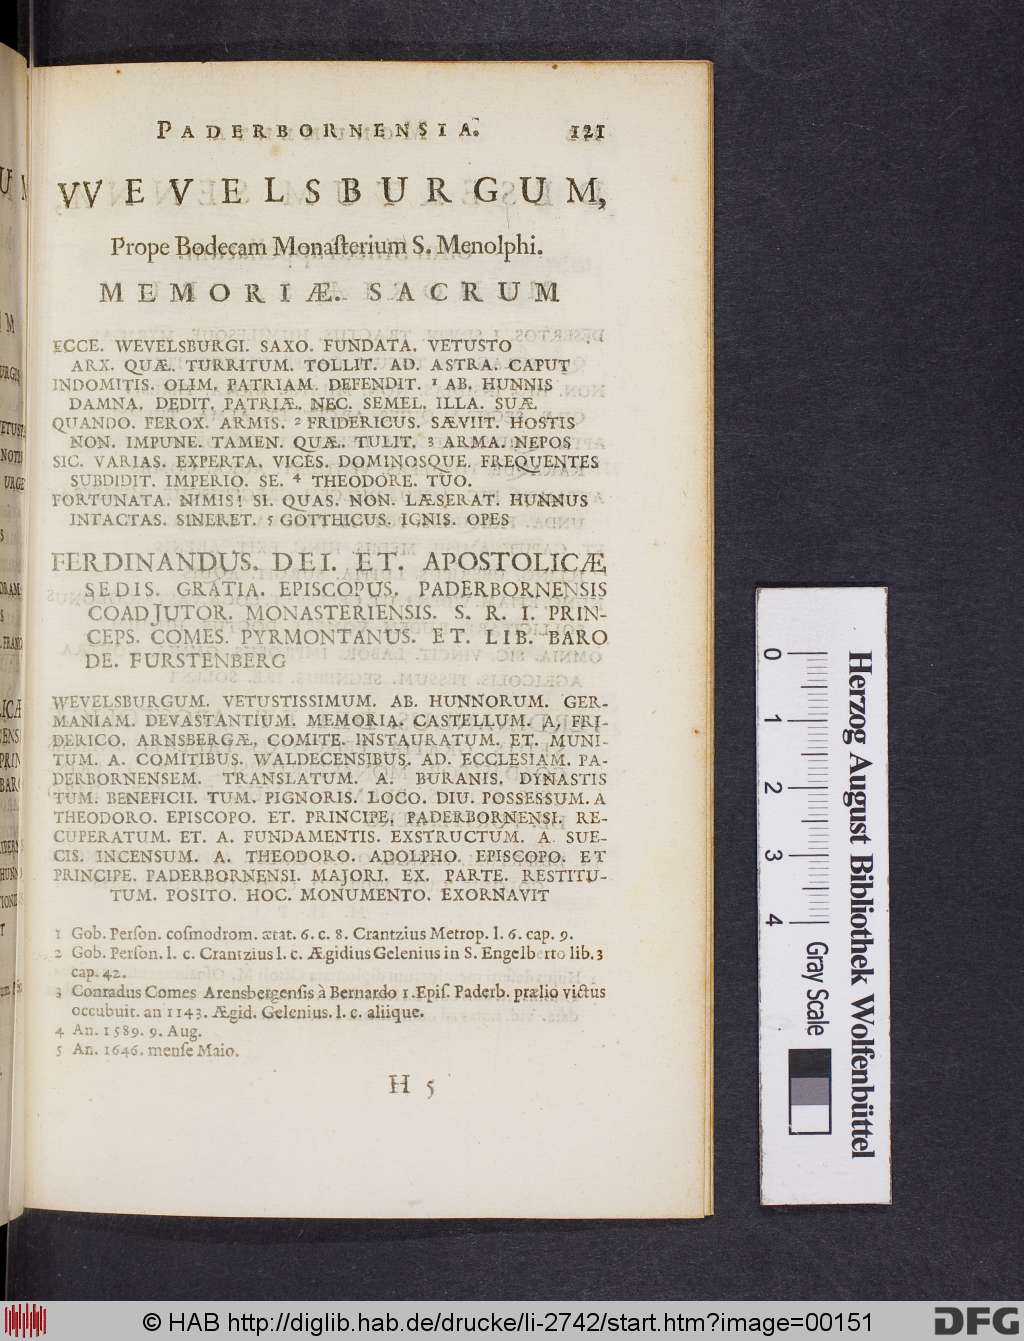 PADERBORNENSIA. 121
VVEVELSBURGUM,
Prope Bodecam Monaſterium S. Menolphi.
MEMORIÆ. SACRUM
ECCE. WEVELSBURGI. SAXO. FUNDATA. VETUSTO
ARX. QUÆ. TURRITUM. TOLLIT. AD. ASTRA. CAPUT
INDOMITIS. OLIM. PATRIAM. DEFENDIT. 1 AB. HUNNIS
DAMNA. DEDIT. PATRIÆ. NEC. SEMEL. ILLA. SUÆ
QUANDO. FEROX. ARMIS. 2 FRIDERICUS. SÆVIIT. HOSTIS
NON. IMPUNE. TAMEN. QUÆ. TULIT. 3 ARMA. NEPOS
SIC. VARIAS. EXPERTA. VICES. DOMINOSQUE. FREQUENTES
SUBDIDIT. IMPERIO. SE. 4 THEODORE. TUO.
FORTUNATA. NIMIS! SI. QUAS. NON. LÆSERAT. HUNNUS
INTACTAS. SINERET. 5 GOTTHICUS. IGNIS. OPES
FERDINANDUS. DEI. ET. APOSTOLICÆ
SEDIS. GRATIA. EPISCOPUS. PADERBORNENSIS
COADJUTOR. MONASTERIENSIS. S. R. I. PRIN-
CEPS. COMES. PYRMONTANUS. ET. LIB. BARO
DE. FURSTENBERG
WEVELSBURGUM. VETUSTISSIMUM. AB. HUNNORUM. GER-
MANIAM. DEVASTANTIUM. MEMORIA. CASTELLUM. A. FRI-
DERICO. ARNSBERGÆ. COMITE. INSTAURATUM. ET. MUNI-
TUM. A. COMITIBUS. WALDECENSIBUS. AD. ECCLESIAM. PA-
DERBORNENSEM. TRANSLATUM. A. BURANIS. DYNASTIS
TUM. BENEFICII. TUM. PIGNORIS. LOCO. DIU. POSSESSUM. A
THEODORO. EPISCOPO. ET. PRINCIPE. PADERBORNENSI. RE-
CUPERATUM. ET. A. FUNDAMENTIS. EXSTRUCTUM. A. SUE-
CIS. INCENSUM. A. THEODORO. ADOLPHO. EPISCOPO. ET
PRINCIPE. PADERBORNENSI. MAJORI. EX. PARTE. RESTITU-
TUM. POSITO. HOC. MONUMENTO. EXORNAVIT
1 Gob. Perſon. coſmodrom. ætat. 6. c. 8. Crantzius Metrop. l. 6. cap. 9.
2 Gob. Perſon. l. c. Crantzius l. c. Ægidius Gelenius in S. Engelberto lib. 3
cap. 42.
3 Conradus Comes Arensbergenſis à Bernardo 1. Epiſ. Paderb. prælio victus
occubuit. an 1143. Ægid. Gelenius. l. c. aliique.
4 An. 1589. 9. Aug.
5 An. 1646. menſe Maio.
H 5
0 1 2 3 4
Gray Scale
Herzog August Bibliothek Wolfenbüttel
© HAB http://diglib.hab.de/drucke/li-2742/start.htm?image=00151
DFG